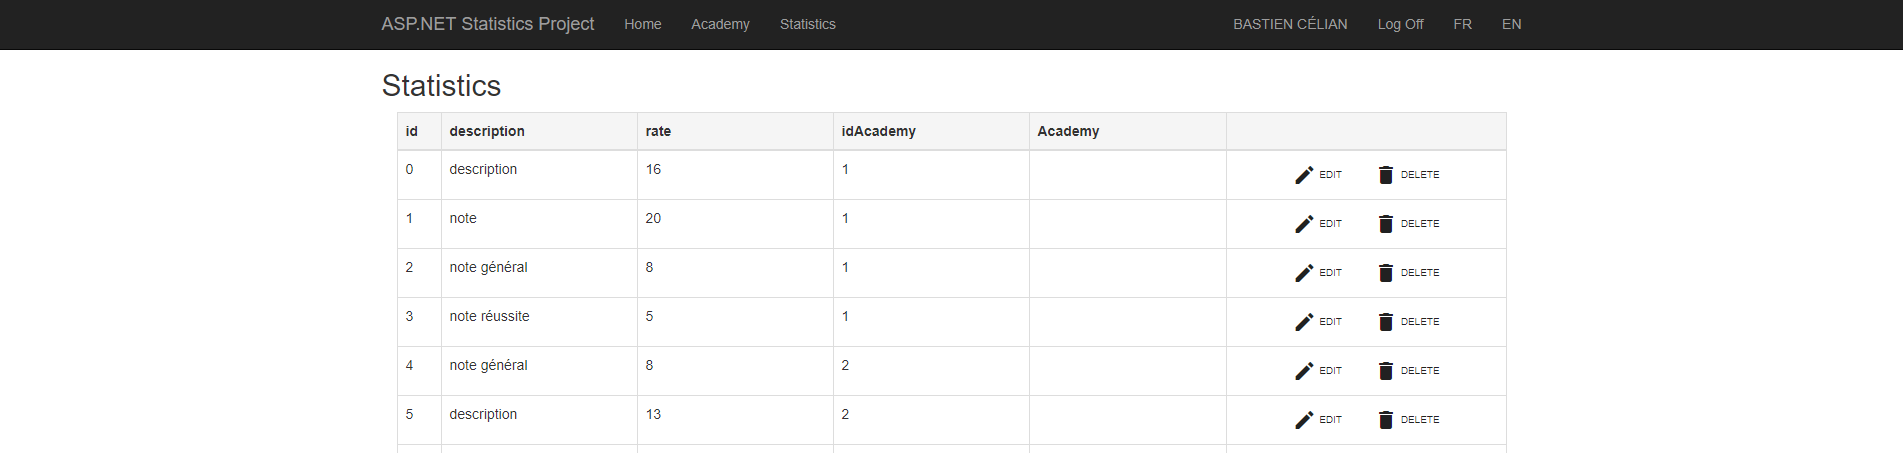 ASP.NET Statistics Project Home Academy Statistics BASTIEN CÉLIAN Log Off FR EN
Statistics
id description rate idAcademy Academy
0 description 16 1 EDIT DELETE
1 note 20 1 EDIT DELETE
2 note général 8 1 EDIT DELETE
3 note réussite 5 1 EDIT DELETE
4 note général 8 2 EDIT DELETE
5 description 13 2 EDIT DELETE